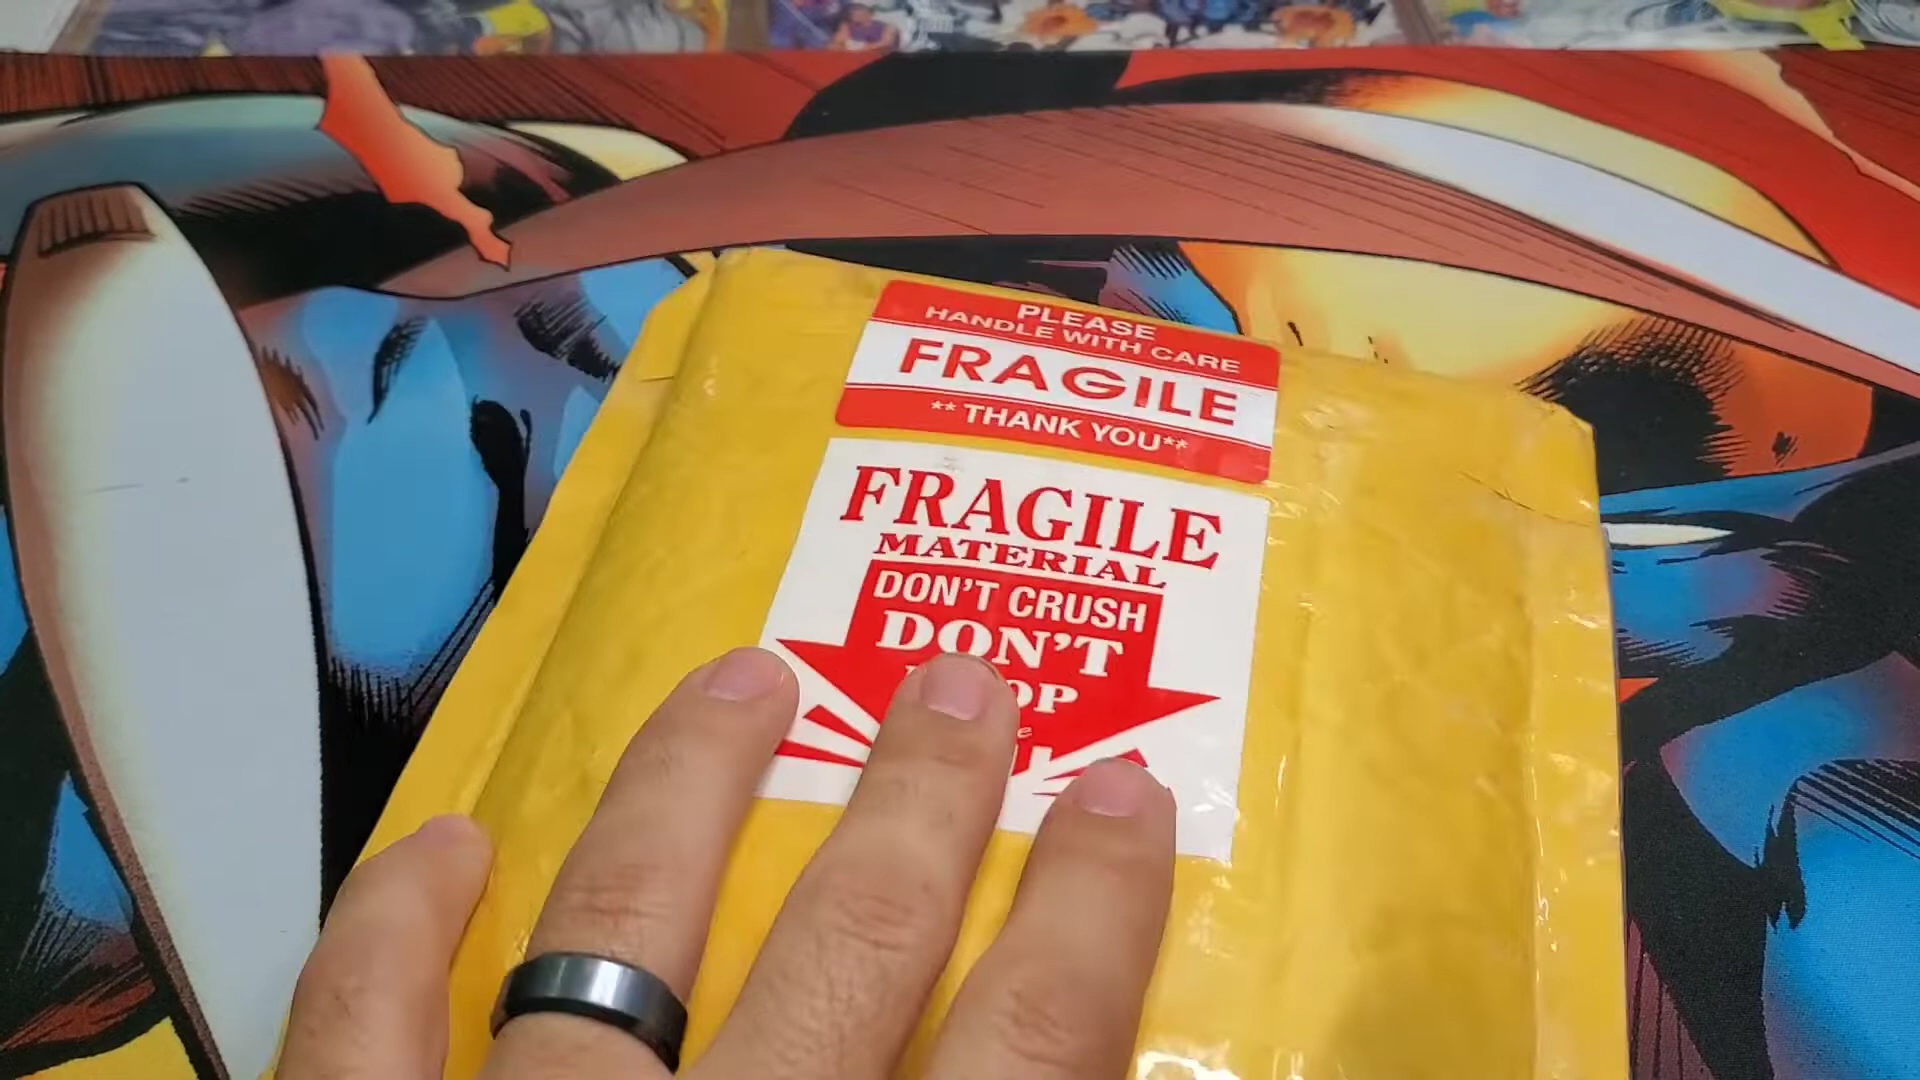 PLEASE
HANDLE WITH CARE
FRAGILE
** THANK YOU**
FRAGILE
MATERIAL
DON'T CRUSH
DON'T